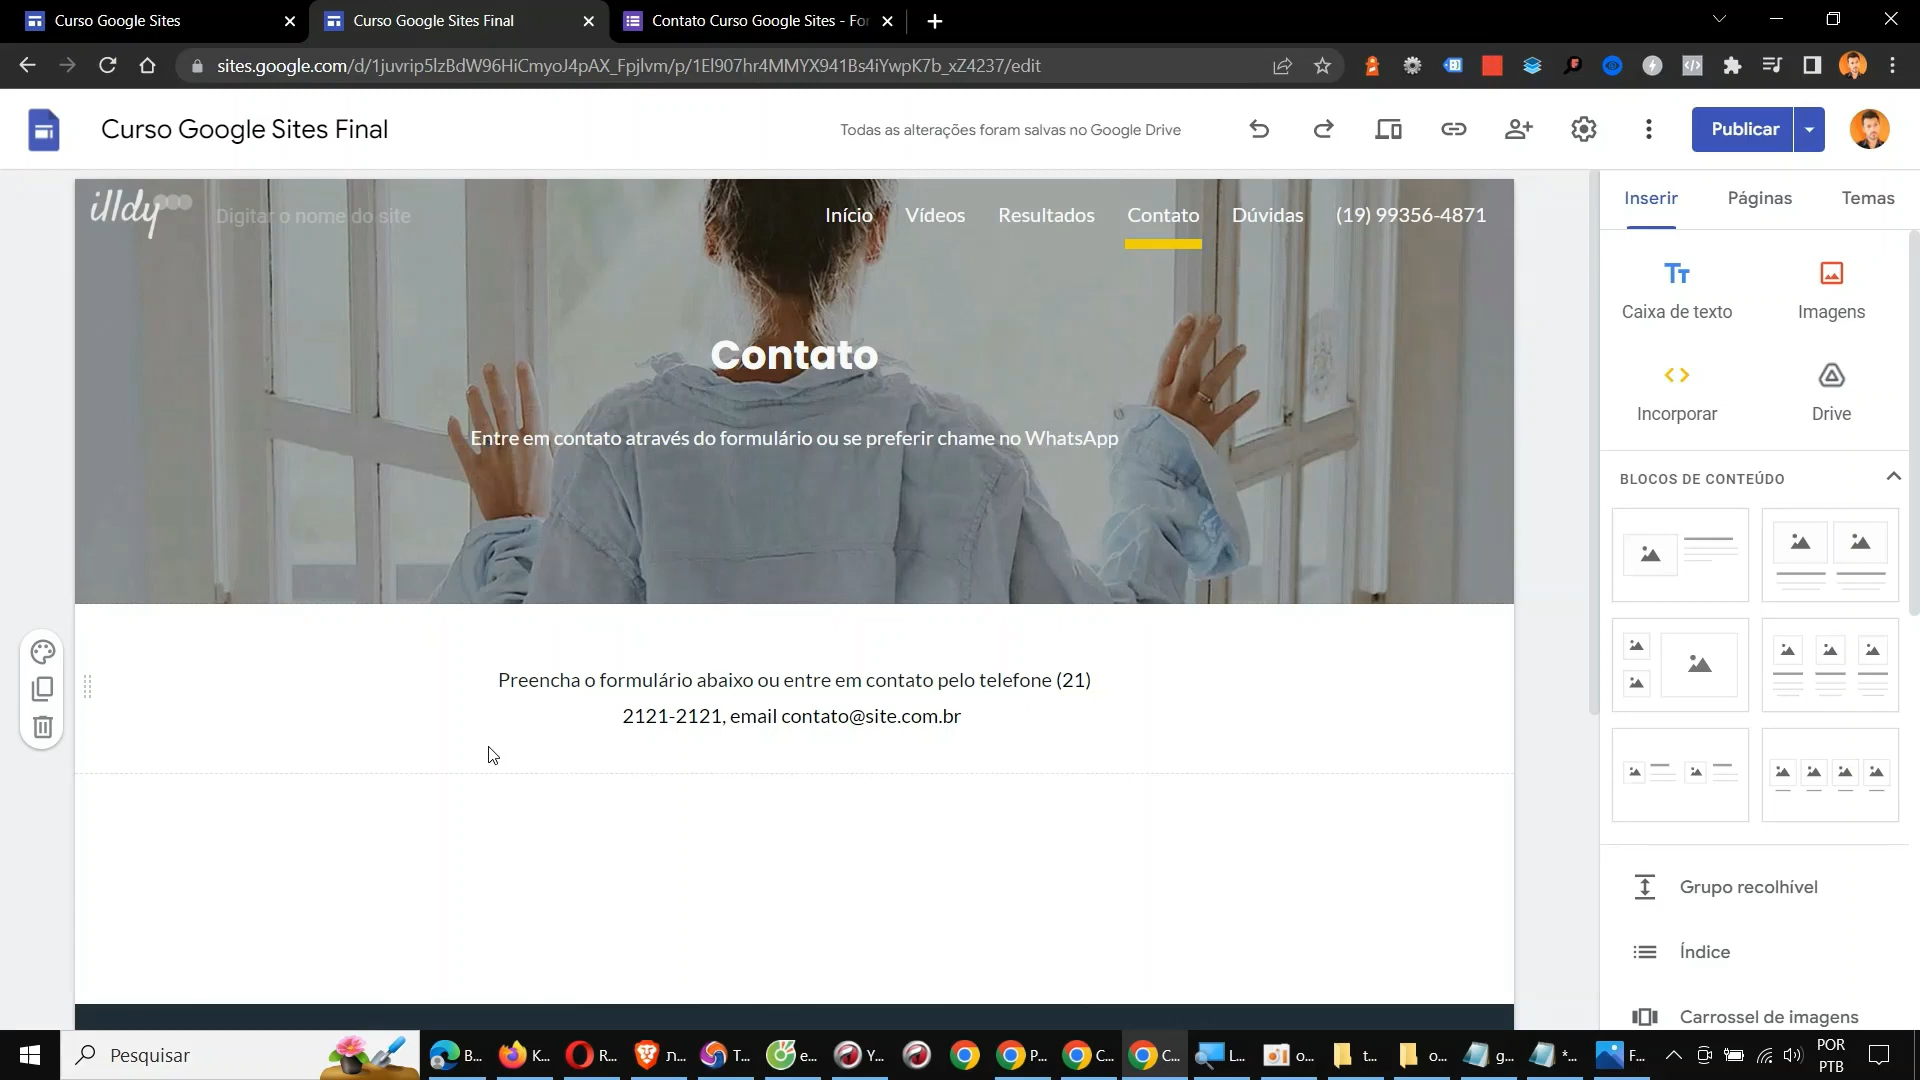 Curso Google Sites
Curso Google Sites Final
Contato Curso Google Sites - For
sites.google.com/d/1juvrip5lzBdW96HiCmyoJ4pAX_Fpjlvm/p/1El907hr4MMYX941Bs4iYwpK7b_xZ4237/edit
Curso Google Sites Final
Todas as alterações foram salvas no Google Drive
Publicar
illdy
Digitar o nome do site
Início
Vídeos
Resultados
Contato
Dúvidas
(19) 99356-4871
Inserir
Páginas
Temas
Contato
Entre em contato através do formulário ou se preferir chame no WhatsApp
Preencha o formulário abaixo ou entre em contato pelo telefone (21)
2121-2121, email contato@site.com.br
Caixa de texto
Imagens
Incorporar
Drive
BLOCOS DE CONTEÚDO
Grupo recolhível
Índice
Carrossel de imagens
Pesquisar
B...
K...
R...
T...
e...
Y...
P...
C...
C...
L...
o...
t...
o...
g...
*...
F...
POR
PTB